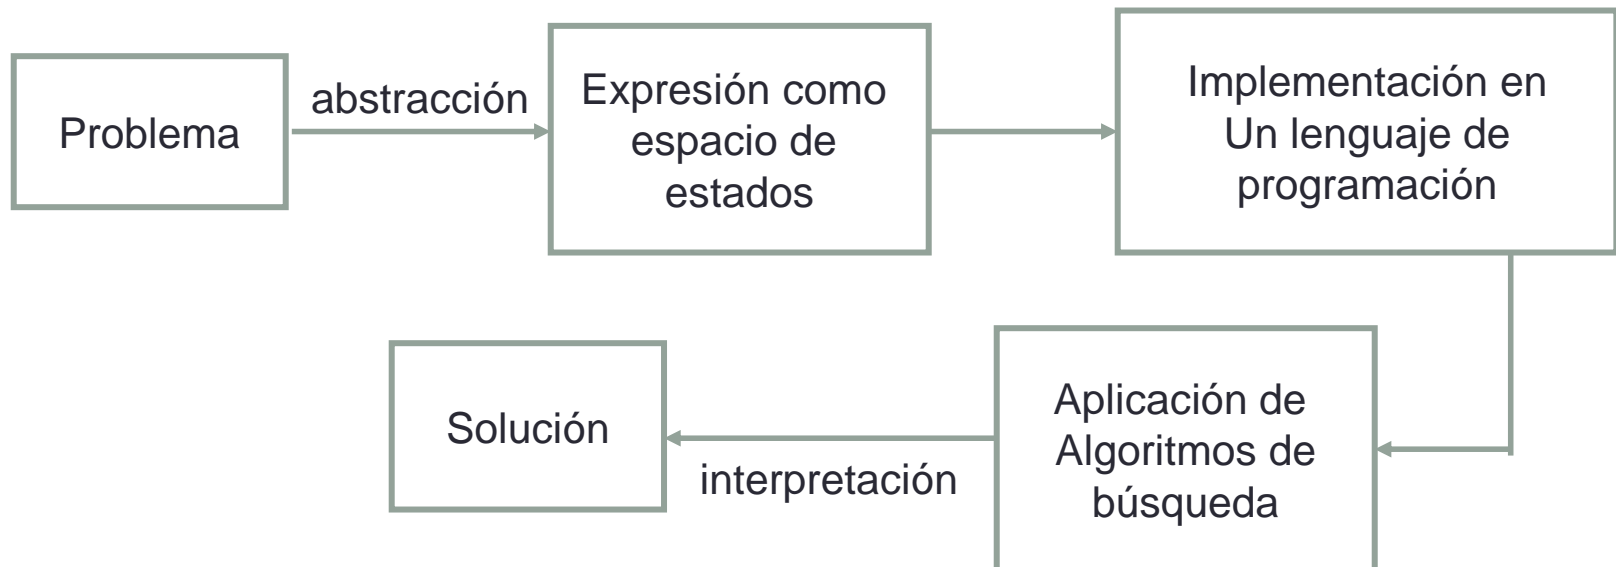 Problema
abstracción
Expresión como
espacio de
estados
Implementación en
Un lenguaje de
programación
Aplicación de
Algoritmos de
búsqueda
interpretación
Solución